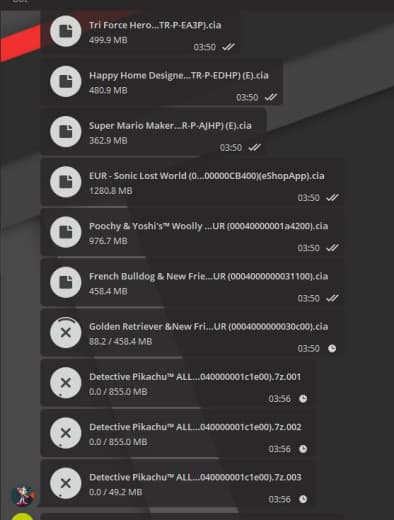 Tri Force Hero...TR-P-EA3P).cia
499.9 MB
03:50
Happy Home Designe...TR-P-EDHP) (E).cia
480.9 MB
03:50
Super Mario Maker...R-P-AJHP) (E).cia
362.9 MB
03:50
EUR - Sonic Lost World (0...00000CB400)(eShopApp).cia
1280.8 MB
03:50
Poochy & Yoshi's™ Woolly ...UR (00040000001a4200).cia
976.7 MB
03:50
French Bulldog & New Frie...UR (0004000000031100).cia
458.4 MB
03:50
Golden Retriever &New Fri...UR (0004000000030c00).cia
88.2 / 458.4 MB
03:50
Detective Pikachu™ ALL...040000001c1e00).7z.001
0.0 / 855.0 MB
03:56
Detective Pikachu™ ALL...040000001c1e00).7z.002
0.0 / 855.0 MB
03:56
Detective Pikachu™ ALL...040000001c1e00).7z.003
0.0 / 49.2 MB
03:56